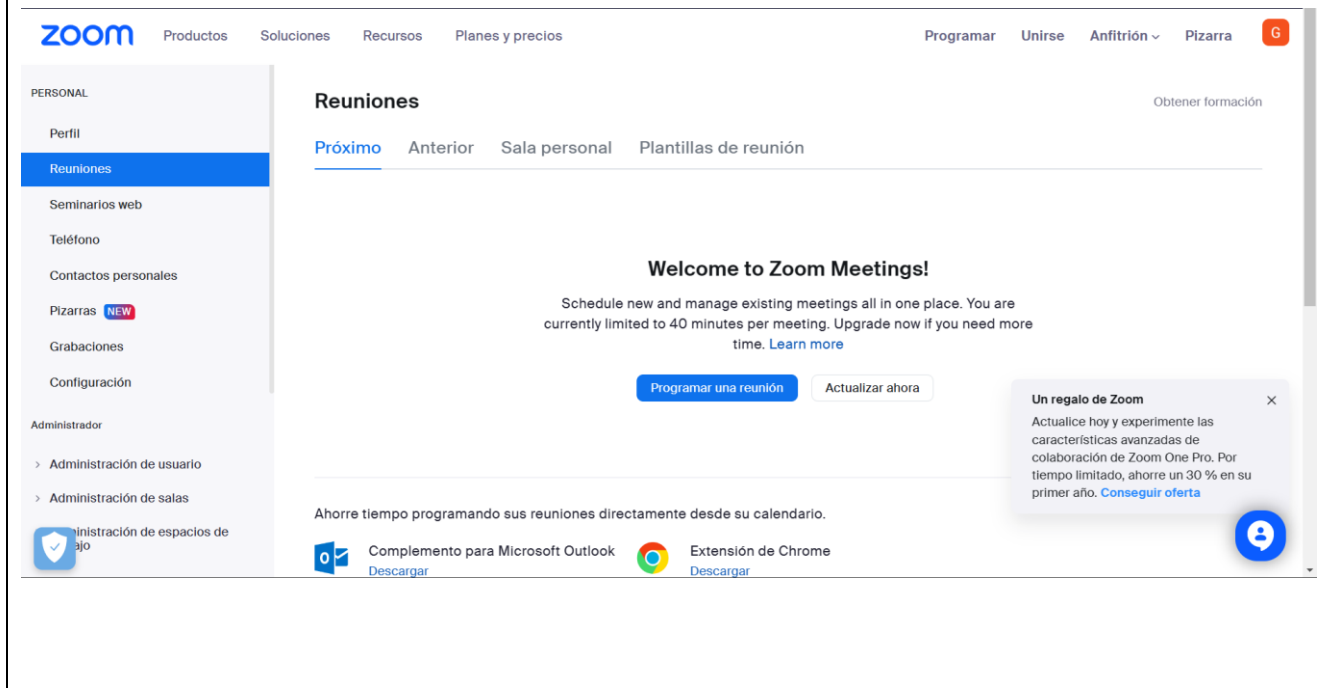 zoom Productos Soluciones Recursos Planes y precios Programar Unirse Anfitrión Pizarra G
PERSONAL
Perfil
Reuniones
Seminarios web
Teléfono
Contactos personales
Pizarras NEW
Grabaciones
Configuración
Administrador
Administración de usuario
Administración de salas
inistración de espacios de
ajo
Reuniones
Obtener formación
Próximo Anterior Sala personal Plantillas de reunión
Welcome to Zoom Meetings!
Schedule new and manage existing meetings all in one place. You are
currently limited to 40 minutes per meeting. Upgrade now if you need more
time. Learn more
Programar una reunión Actualizar ahora
Un regalo de Zoom
Actualice hoy y experimente las
características avanzadas de
colaboración de Zoom One Pro. Por
tiempo limitado, ahorre un 30 % en su
primer año. Conseguir oferta
Ahorre tiempo programando sus reuniones directamente desde su calendario.
Complemento para Microsoft Outlook
Descargar
Extensión de Chrome
Descargar